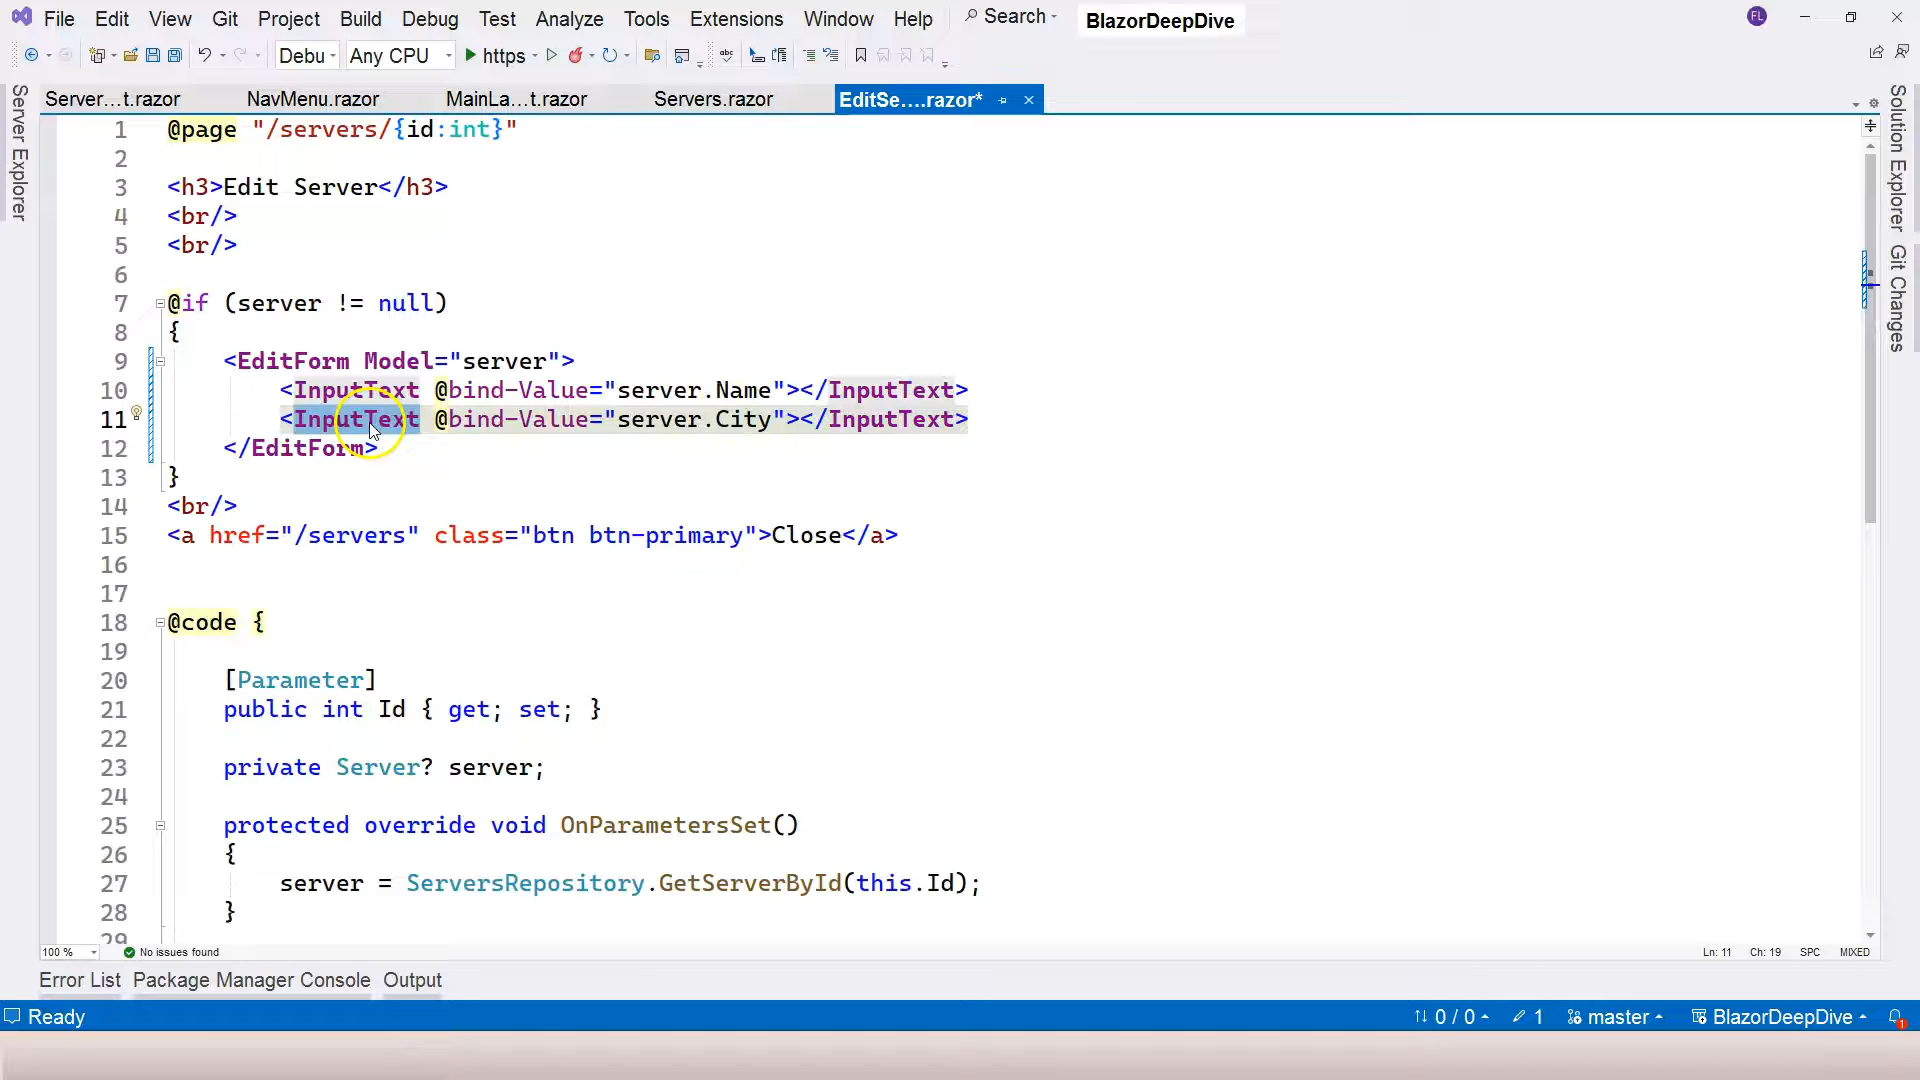 File Edit View Git Project Build Debug Test Analyze Tools Extensions Window Help Search BlazorDeepDive FL
Debu Any CPU https abc
Server...t.razor NavMenu.razor MainLa...t.razor Servers.razor EditSe....razor*
Server Explorer
Solution Explorer
Git Changes
1 @page "/servers/{id:int}"
2
3 <h3>Edit Server</h3>
4 <br/>
5 <br/>
6
7 @if (server != null)
8 {
9 <EditForm Model="server">
10 <InputText @bind-Value="server.Name"></InputText>
11 <InputText @bind-Value="server.City"></InputText>
12 </EditForm>
13 }
14 <br/>
15 <a href="/servers" class="btn btn-primary">Close</a>
16
17
18 @code {
19
20 [Parameter]
21 public int Id { get; set; }
22
23 private Server? server;
24
25 protected override void OnParametersSet()
26 {
27 server = ServersRepository.GetServerById(this.Id);
28 }
29
100 % No issues found Ln: 11 Ch: 19 SPC MIXED
Error List Package Manager Console Output
Ready 0 / 0 1 master BlazorDeepDive 1